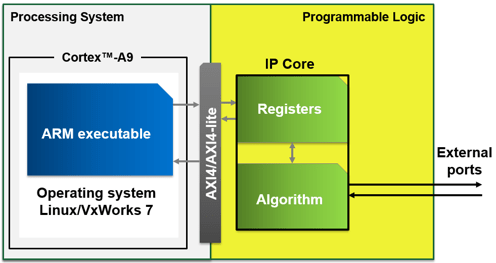 Processing System
Programmable Logic
Cortex™-A9
ARM executable
Operating system
Linux/VxWorks 7
AXI4/AXI4-lite
IP Core
Registers
Algorithm
External
ports